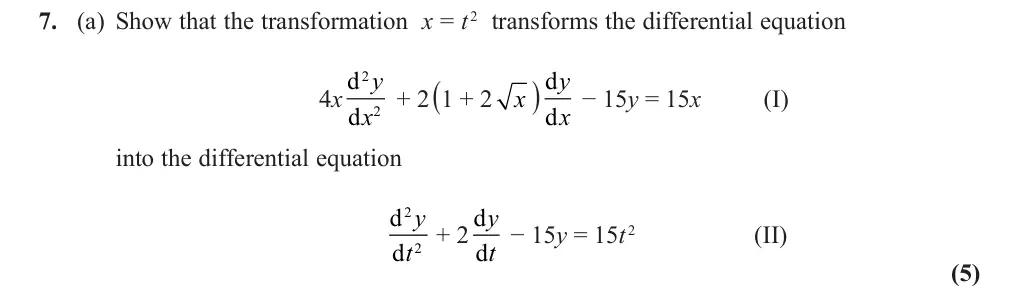 7. (a) Show that the transformation x = t² transforms the differential equation
4x d²y/dx² + 2(1 + 2√x) dy/dx − 15y = 15x (I)
into the differential equation
d²y/dt² + 2 dy/dt − 15y = 15t² (II)
(5)